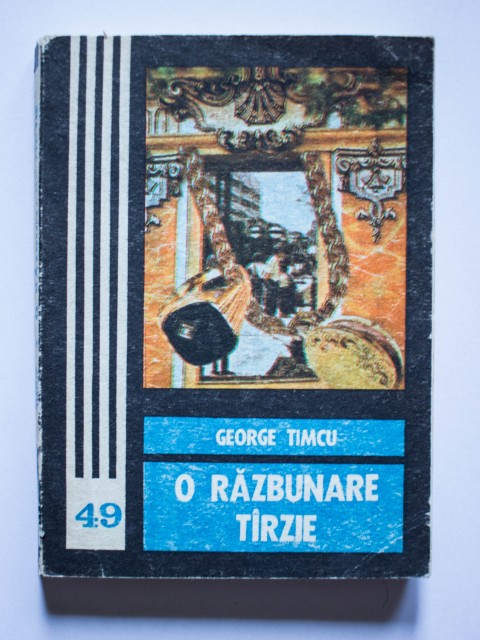 GEORGE TIMCU
O RĂZBUNARE
TÎRZIE
49